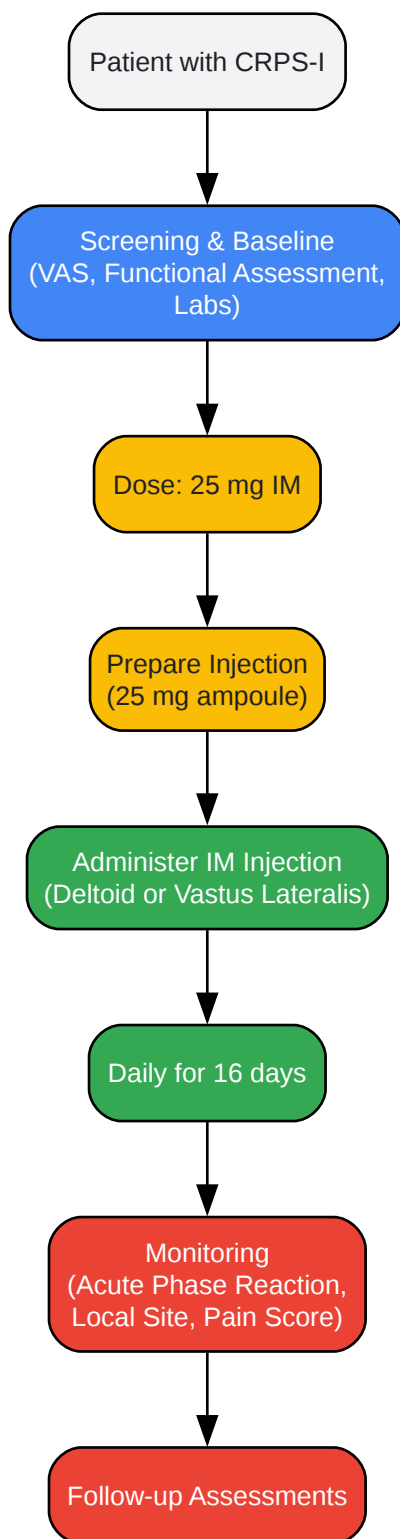 Patient with CRPS-I
Screening & Baseline
(VAS, Functional Assessment,
Labs)
Dose: 25 mg IM
Prepare Injection
(25 mg ampoule)
Administer IM Injection
(Deltoid or Vastus Lateralis)
Daily for 16 days
Monitoring
(Acute Phase Reaction,
Local Site, Pain Score)
Follow-up Assessments